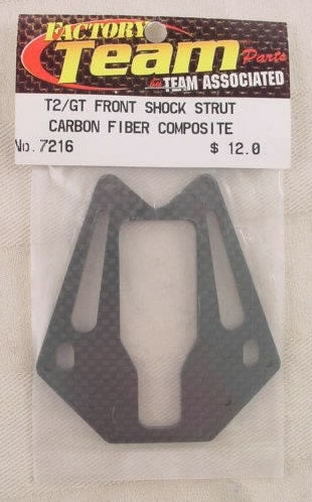 FACTORY
Team
Parts
by TEAM ASSOCIATED
T2/GT FRONT SHOCK STRUT
CARBON FIBER COMPOSITE
No.7216 $ 12.0